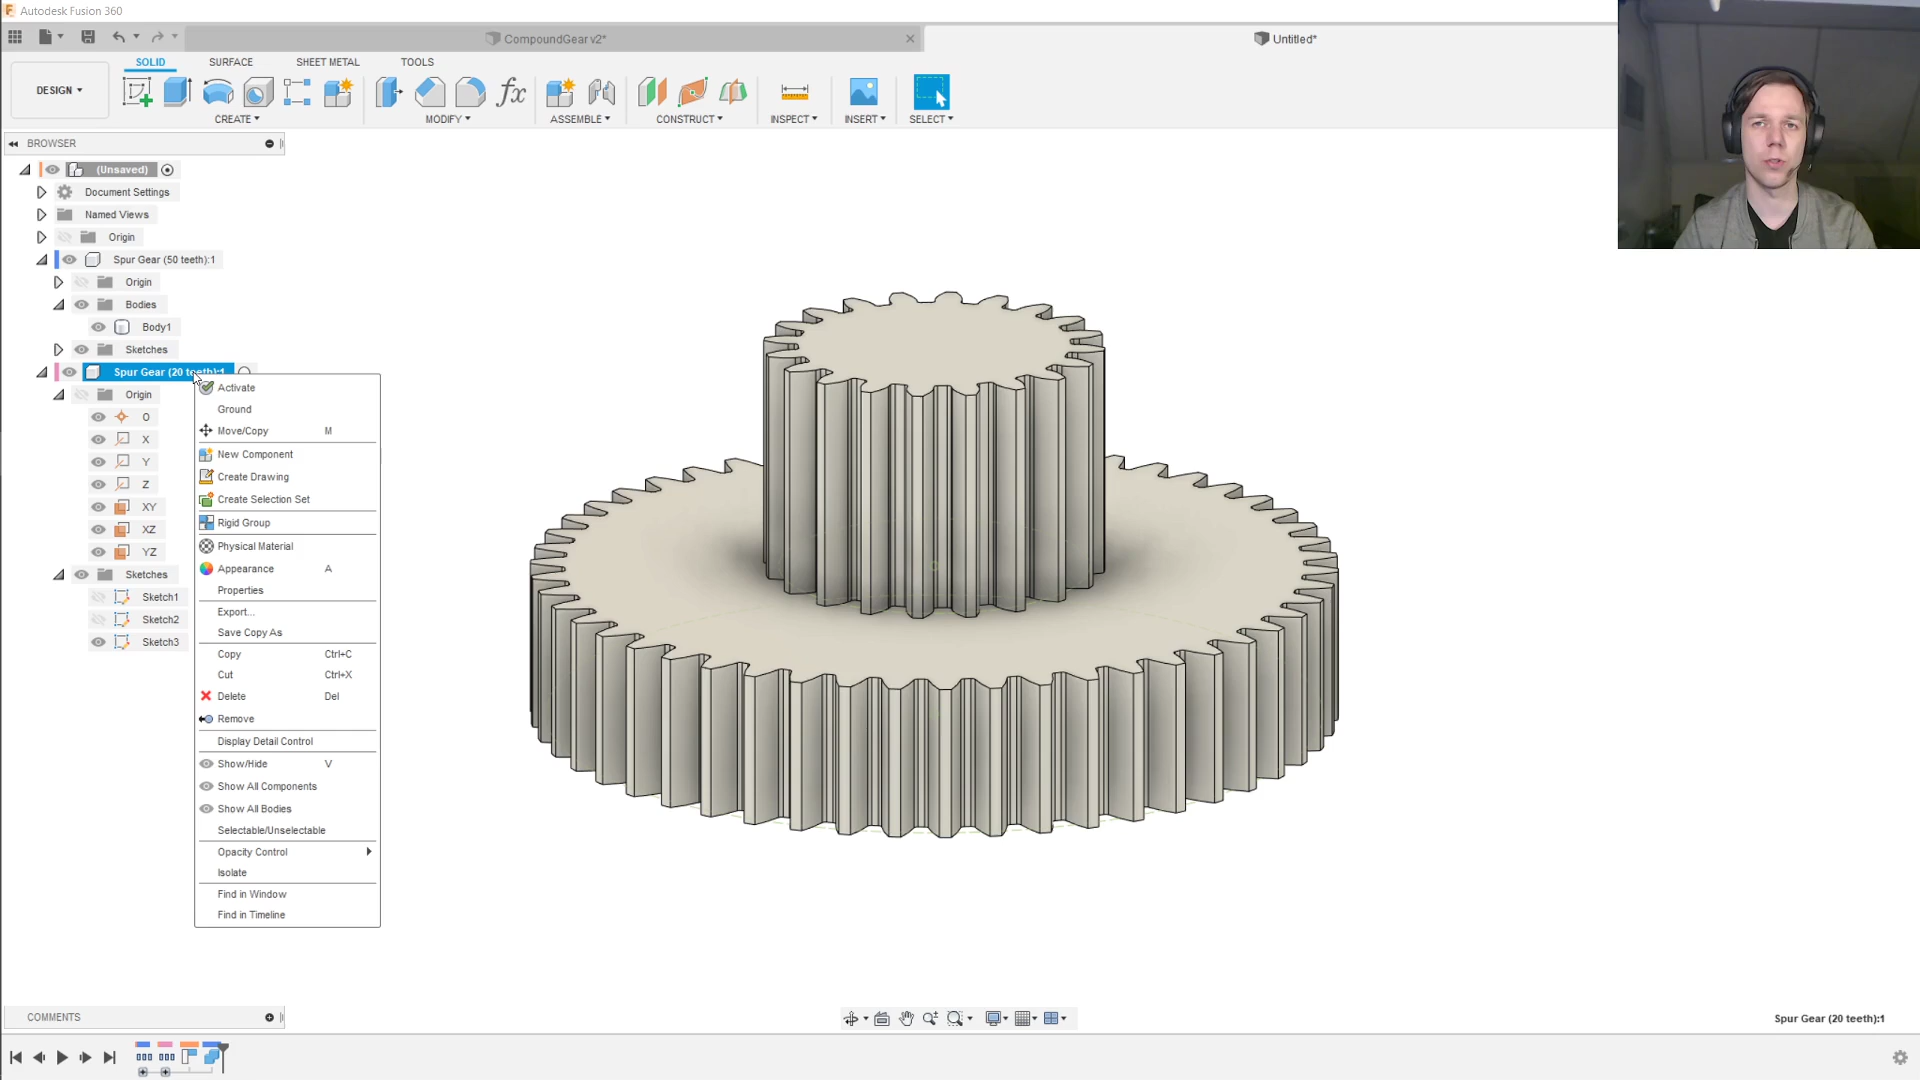 Autodesk Fusion 360
CompoundGear v2*
Untitled*
DESIGN
SOLID
SURFACE
SHEET METAL
TOOLS
CREATE
MODIFY
ASSEMBLE
CONSTRUCT
INSPECT
INSERT
SELECT
BROWSER
(Unsaved)
Document Settings
Named Views
Origin
Spur Gear (50 teeth):1
Origin
Bodies
Body1
Sketches
Spur Gear (20 teeth):1
Origin
O
X
Y
Z
XY
XZ
YZ
Sketches
Sketch1
Sketch2
Sketch3
Activate
Ground
Move/Copy M
New Component
Create Drawing
Create Selection Set
Rigid Group
Physical Material
Appearance A
Properties
Export...
Save Copy As
Copy Ctrl+C
Cut Ctrl+X
Delete Del
Remove
Display Detail Control
Show/Hide V
Show All Components
Show All Bodies
Selectable/Unselectable
Opacity Control
Isolate
Find in Window
Find in Timeline
COMMENTS
Spur Gear (20 teeth):1